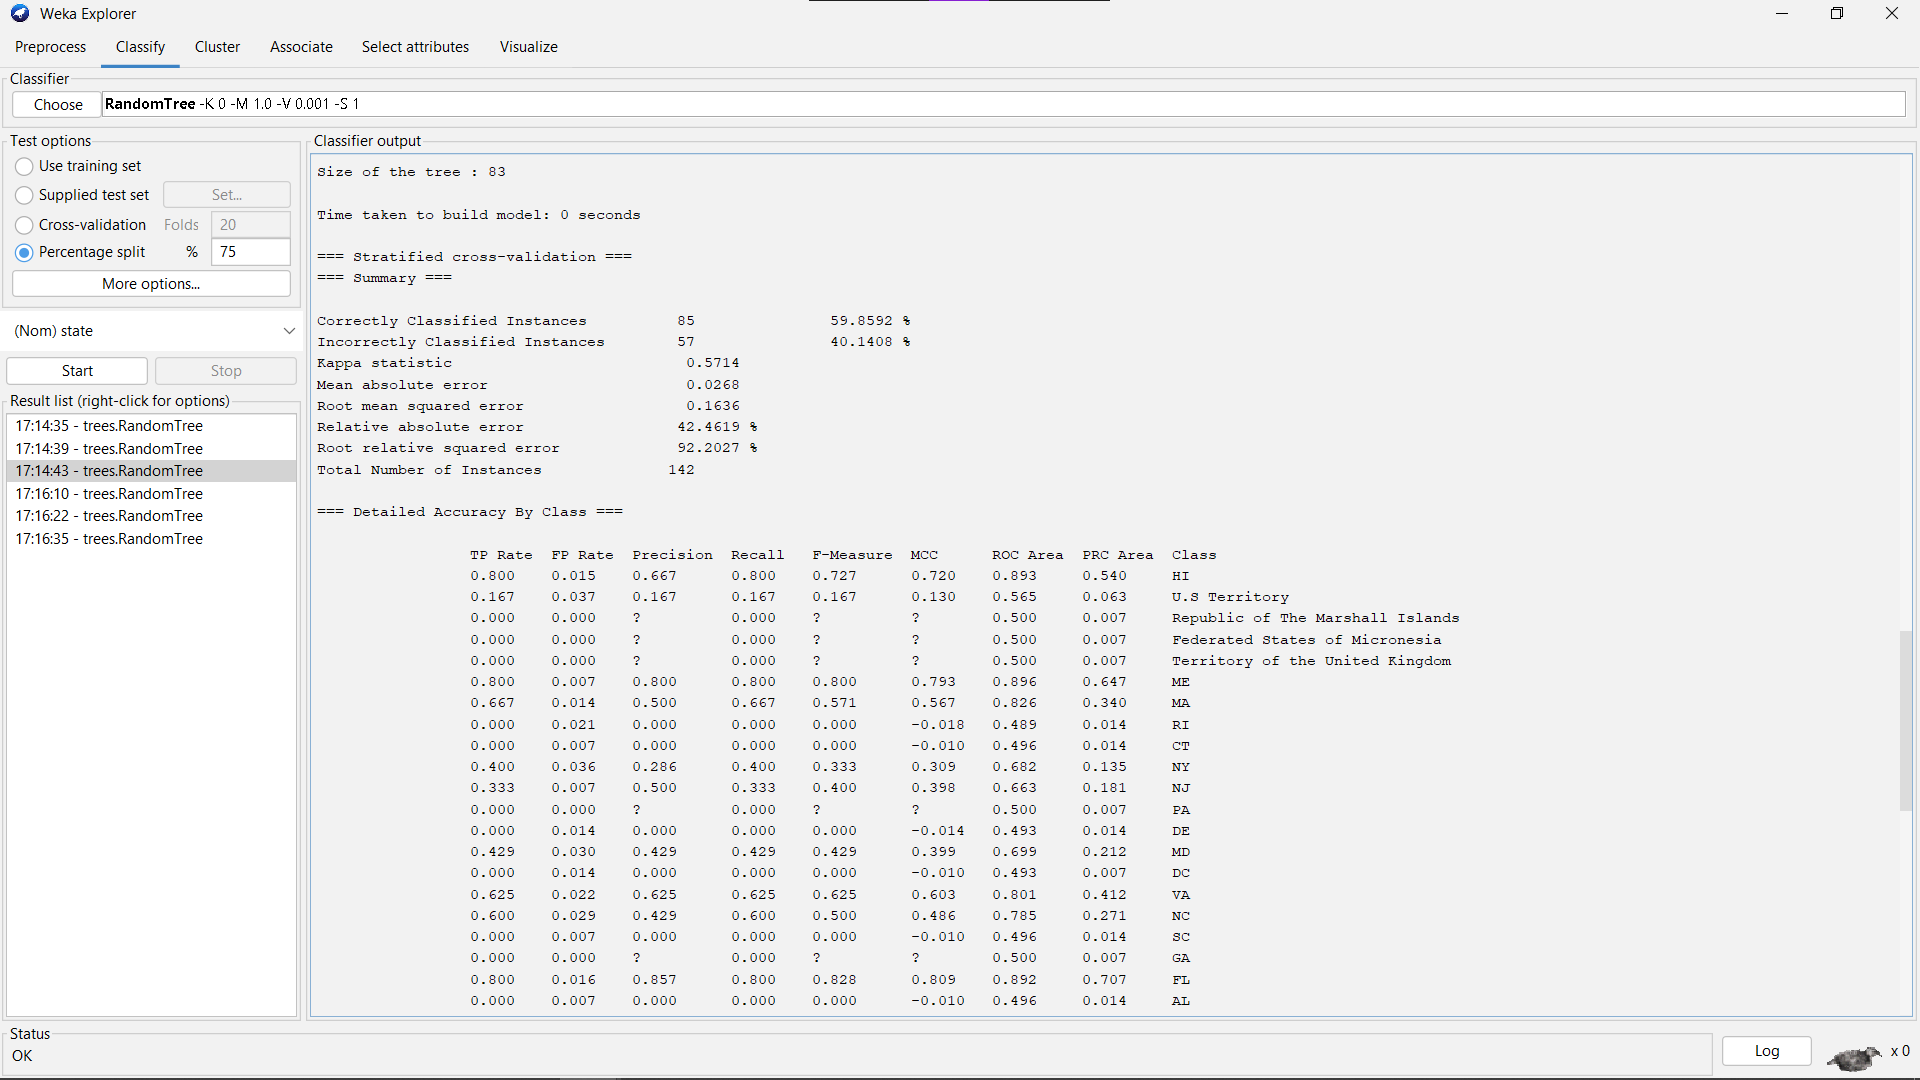 Weka Explorer
Preprocess Classify Cluster Associate Select attributes Visualize
Classifier
Choose RandomTree -K 0 -M 1.0 -V 0.001 -S 1
Test options
Use training set
Supplied test set Set...
Cross-validation Folds 20
Percentage split % 75
More options...
(Nom) state
Start Stop
Result list (right-click for options)
17:14:35 - trees.RandomTree
17:14:39 - trees.RandomTree
17:14:43 - trees.RandomTree
17:16:10 - trees.RandomTree
17:16:22 - trees.RandomTree
17:16:35 - trees.RandomTree
Classifier output
Size of the tree : 83
Time taken to build model: 0 seconds
=== Stratified cross-validation ===
=== Summary ===
Correctly Classified Instances 85 59.8592 %
Incorrectly Classified Instances 57 40.1408 %
Kappa statistic 0.5714
Mean absolute error 0.0268
Root mean squared error 0.1636
Relative absolute error 42.4619 %
Root relative squared error 92.2027 %
Total Number of Instances 142
=== Detailed Accuracy By Class ===
TP Rate FP Rate Precision Recall F-Measure MCC ROC Area PRC Area Class
0.800 0.015 0.667 0.800 0.727 0.720 0.893 0.540 HI
0.167 0.037 0.167 0.167 0.167 0.130 0.565 0.063 U.S Territory
0.000 0.000 ? 0.000 ? ? 0.500 0.007 Republic of The Marshall Islands
0.000 0.000 ? 0.000 ? ? 0.500 0.007 Federated States of Micronesia
0.000 0.000 ? 0.000 ? ? 0.500 0.007 Territory of the United Kingdom
0.800 0.007 0.800 0.800 0.800 0.793 0.896 0.647 ME
0.667 0.014 0.500 0.667 0.571 0.567 0.826 0.340 MA
0.000 0.021 0.000 0.000 0.000 -0.018 0.489 0.014 RI
0.000 0.007 0.000 0.000 0.000 -0.010 0.496 0.014 CT
0.400 0.036 0.286 0.400 0.333 0.309 0.682 0.135 NY
0.333 0.007 0.500 0.333 0.400 0.398 0.663 0.181 NJ
0.000 0.000 ? 0.000 ? ? 0.500 0.007 PA
0.000 0.014 0.000 0.000 0.000 -0.014 0.493 0.014 DE
0.429 0.030 0.429 0.429 0.429 0.399 0.699 0.212 MD
0.000 0.014 0.000 0.000 0.000 -0.010 0.493 0.007 DC
0.625 0.022 0.625 0.625 0.625 0.603 0.801 0.412 VA
0.600 0.029 0.429 0.600 0.500 0.486 0.785 0.271 NC
0.000 0.007 0.000 0.000 0.000 -0.010 0.496 0.014 SC
0.000 0.000 ? 0.000 ? ? 0.500 0.007 GA
0.800 0.016 0.857 0.800 0.828 0.809 0.892 0.707 FL
0.000 0.007 0.000 0.000 0.000 -0.010 0.496 0.014 AL
Status
OK
Log x 0